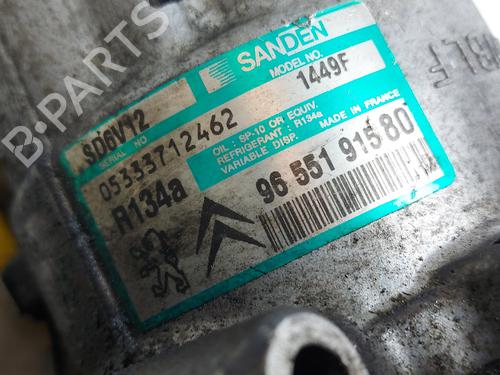 B-PARTS
SANDEN
SD6V12
MODEL NO.
1449F
SERIAL NO
05333712462
OIL : SP-10 OR EQUIV.
REFRIGERANT : R134a
VARIABLE DISP. MADE IN FRANCE
R134a
96 551 915 80